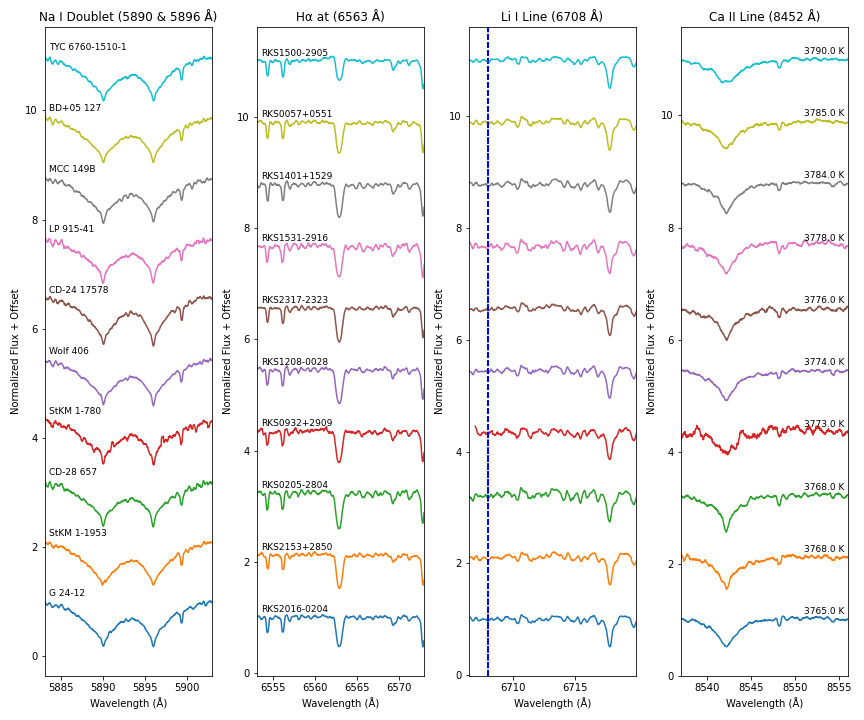 Na I Doublet (5890 & 5896 Å)
Hα at (6563 Å)
Li I Line (6708 Å)
Ca II Line (8452 Å)
TYC 6760-1510-1
BD+05 127
MCC 149B
LP 915-41
CD-24 17578
Wolf 406
StKM 1-780
CD-28 657
StKM 1-1953
G 24-12
10
8
6
4
2
0
5885
5890
5895
5900
Wavelength (Å)
Normalized Flux + Offset
RKS1500-2905
RKS0057+0551
RKS1401+1529
RKS1531-2916
RKS2317-2323
RKS1208-0028
RKS0932+2909
RKS0205-2804
RKS2153+2850
RKS2016-0204
10
8
6
4
2
0
6555
6560
6565
6570
Wavelength (Å)
Normalized Flux + Offset
10
8
6
4
2
0
6710
6715
Wavelength (Å)
Normalized Flux + Offset
3790.0 K
3785.0 K
3784.0 K
3778.0 K
3776.0 K
3774.0 K
3773.0 K
3768.0 K
3768.0 K
3765.0 K
10
8
6
4
2
0
8540
8545
8550
8555
Wavelength (Å)
Normalized Flux + Offset